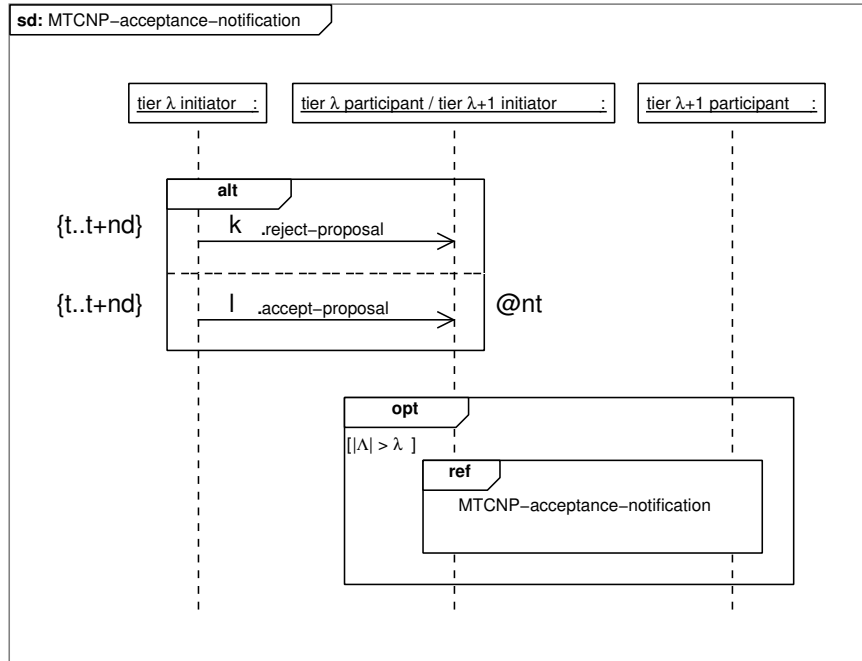 sd: MTCNP−acceptance−notification
tier λ initiator :
tier λ participant / tier λ+1 initiator :
tier λ+1 participant :
alt
{t..t+nd}
k .reject−proposal
{t..t+nd}
l .accept−proposal
@nt
opt
[|Λ| > λ ]
ref
MTCNP−acceptance−notification